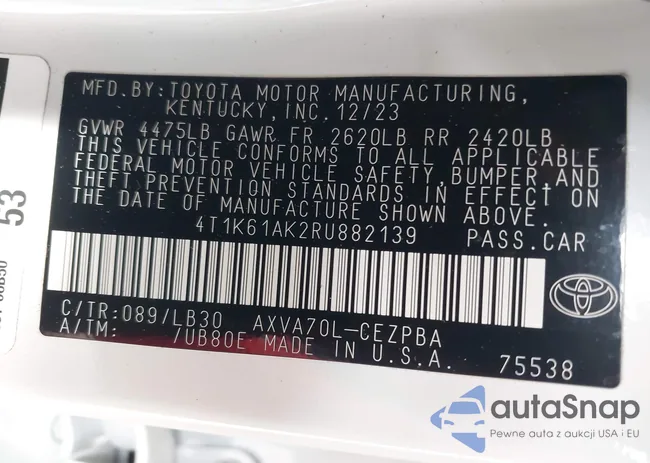 MFD.BY:TOYOTA MOTOR MANUFACTURING,
KENTUCKY,INC.12/23
GVWR 4475LB GAWR FR 2620LB RR 2420LB
THIS VEHICLE CONFORMS TO ALL APPLICABLE
FEDERAL MOTOR VEHICLE SAFETY,BUMPER AND
THEFT PREVENTION STANDARDS IN EFFECT ON
THE DATE OF MANUFACTURE SHOWN ABOVE.
4T1K61AK2RU882139 PASS.CAR
C/TR:089/LB30 AXVA70L-CEZPBA
A/TM: /UB80E MADE IN U.S.A. 75538
53
autaSnap
Pewne auta z aukcji USA i EU